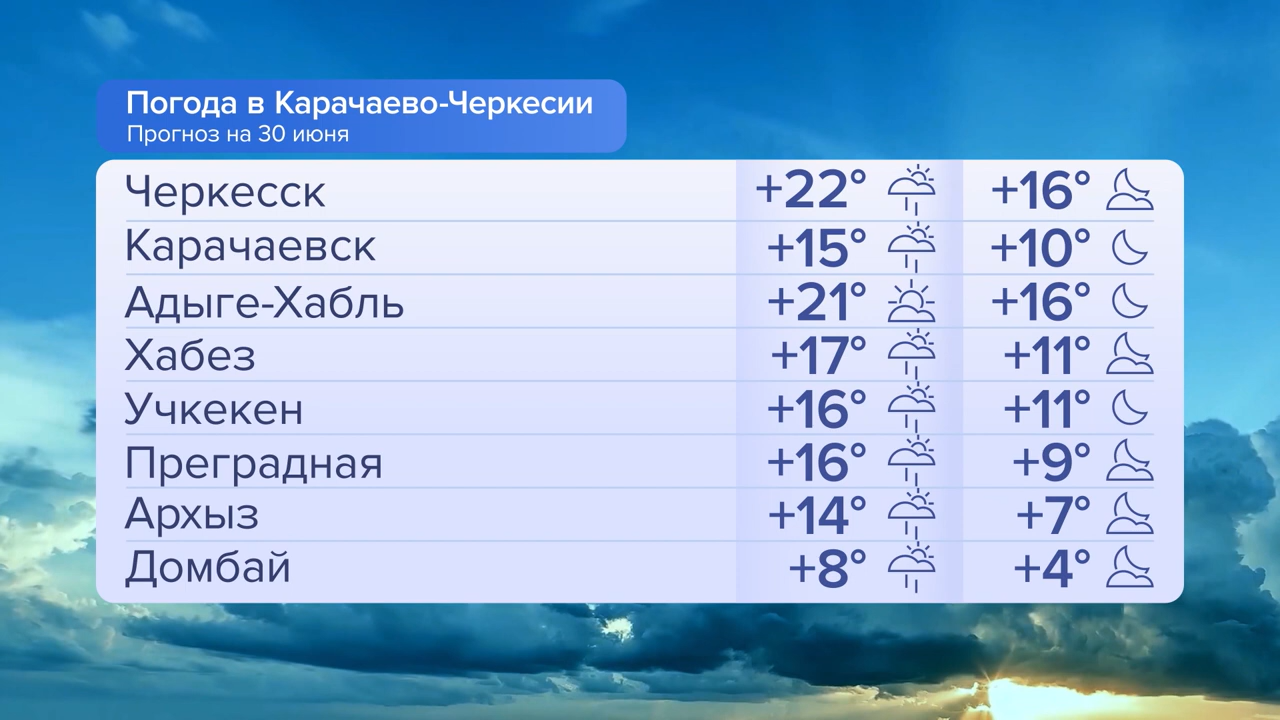 Погода в Карачаево-Черкесии
Прогноз на 30 июня
Черкесск +22° +16°
Карачаевск +15° +10°
Адыге-Хабль +21° +16°
Хабез +17° +11°
Учкекен +16° +11°
Преградная +16° +9°
Архыз +14° +7°
Домбай +8° +4°